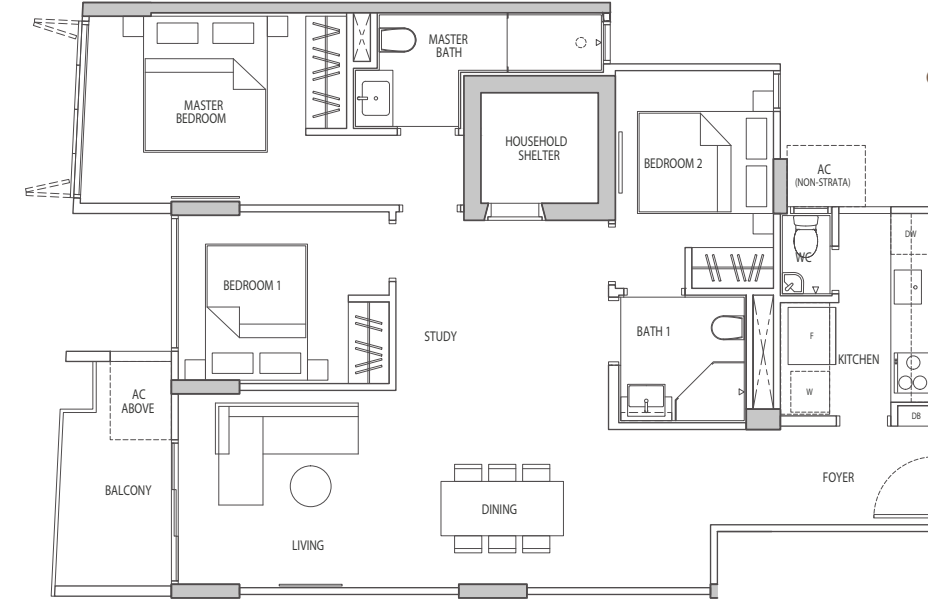 MASTER
BATH
MASTER
BEDROOM
HOUSEHOLD
SHELTER
BEDROOM 2
AC
(NON-STRATA)
DW
WC
BEDROOM 1
STUDY
BATH 1
F
KITCHEN
W
AC
ABOVE
DB
BALCONY
FOYER
DINING
LIVING